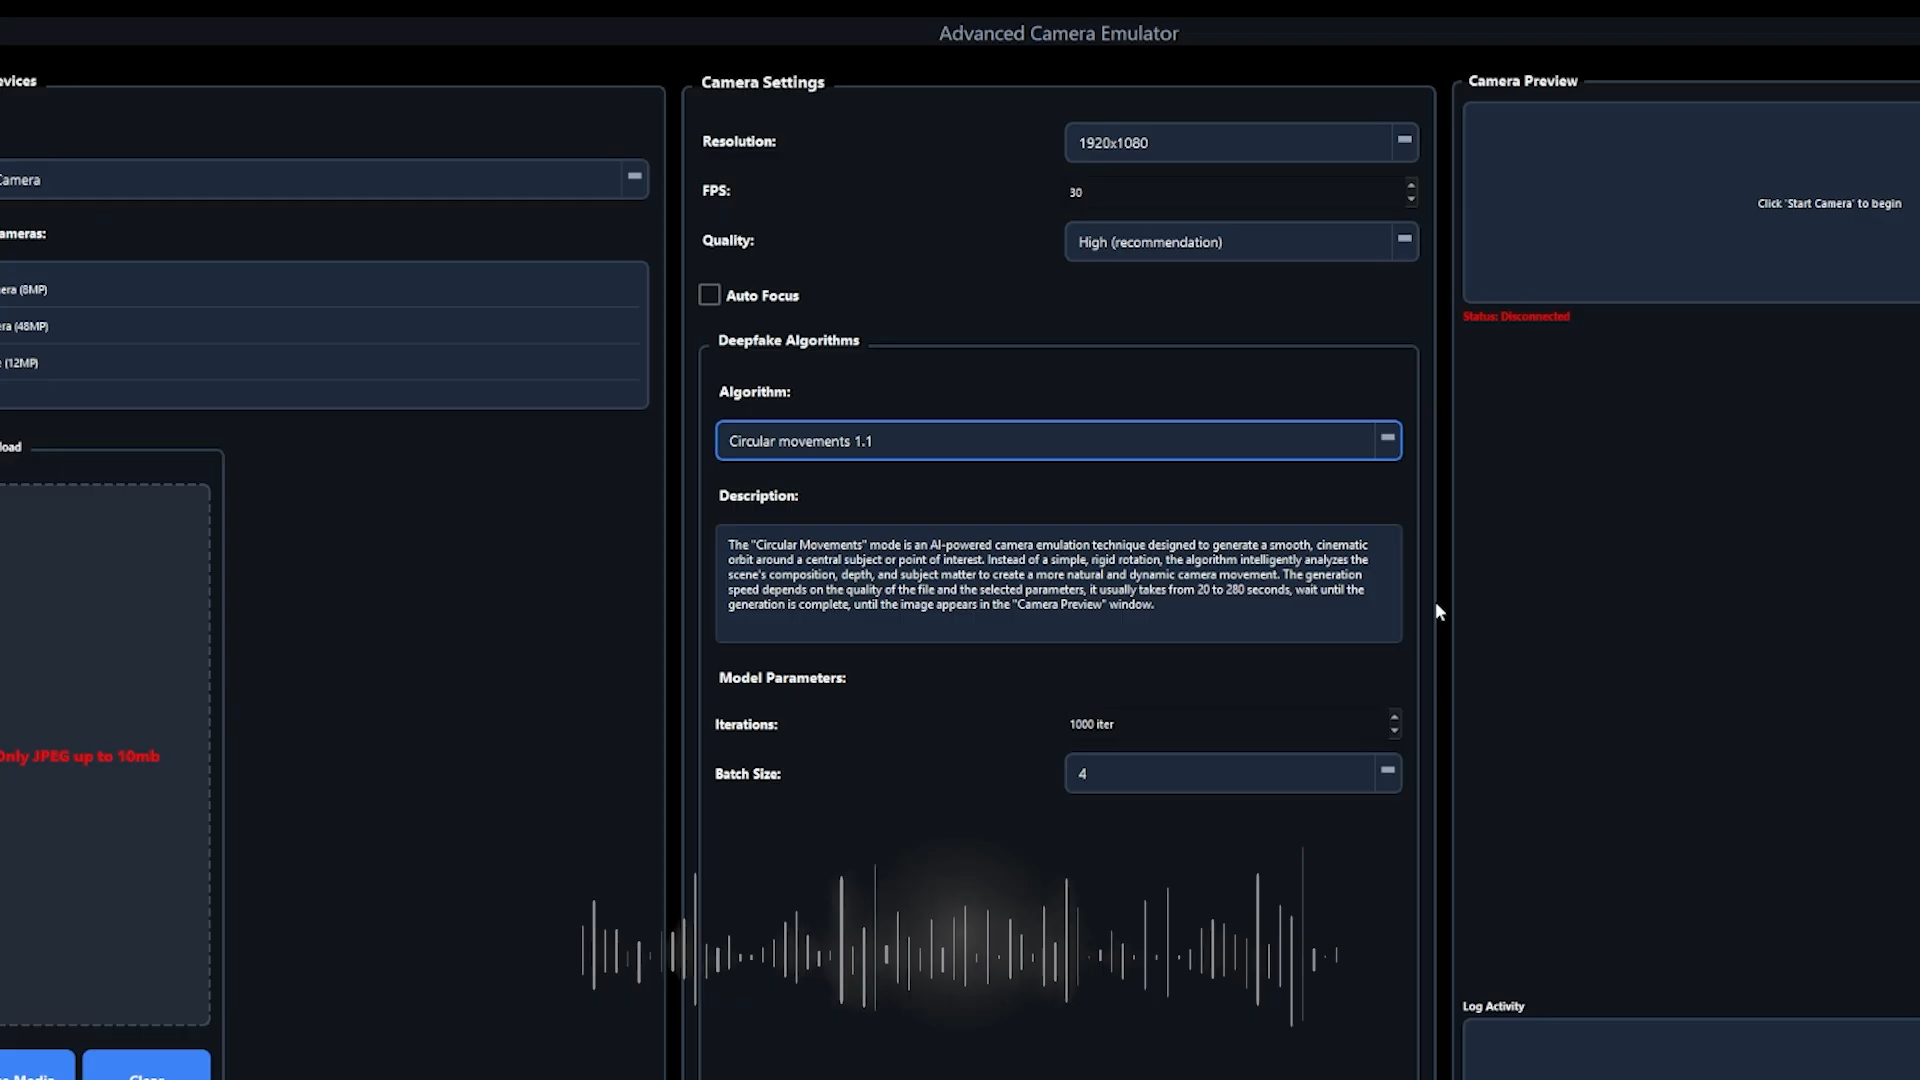 Advanced Camera Emulator
evices
Camera
ameras:
era (8MP)
ra (48MP)
(12MP)
load
Only JPEG up to 10mb
Media
Clear
Camera Settings
Resolution:
1920x1080
FPS:
30
Quality:
High (recommendation)
Auto Focus
Deepfake Algorithms
Algorithm:
Circular movements 1.1
Description:
The "Circular Movements" mode is an AI-powered camera emulation technique designed to generate a smooth, cinematic
orbit around a central subject or point of interest. Instead of a simple, rigid rotation, the algorithm intelligently analyzes the
scene's composition, depth, and subject matter to create a more natural and dynamic camera movement. The generation
speed depends on the quality of the file and the selected parameters, it usually takes from 20 to 280 seconds, wait until the
generation is complete, until the image appears in the "Camera Preview" window.
Model Parameters:
Iterations:
1000 iter
Batch Size:
4
Camera Preview
Click 'Start Camera' to begin
Status: Disconnected
Log Activity